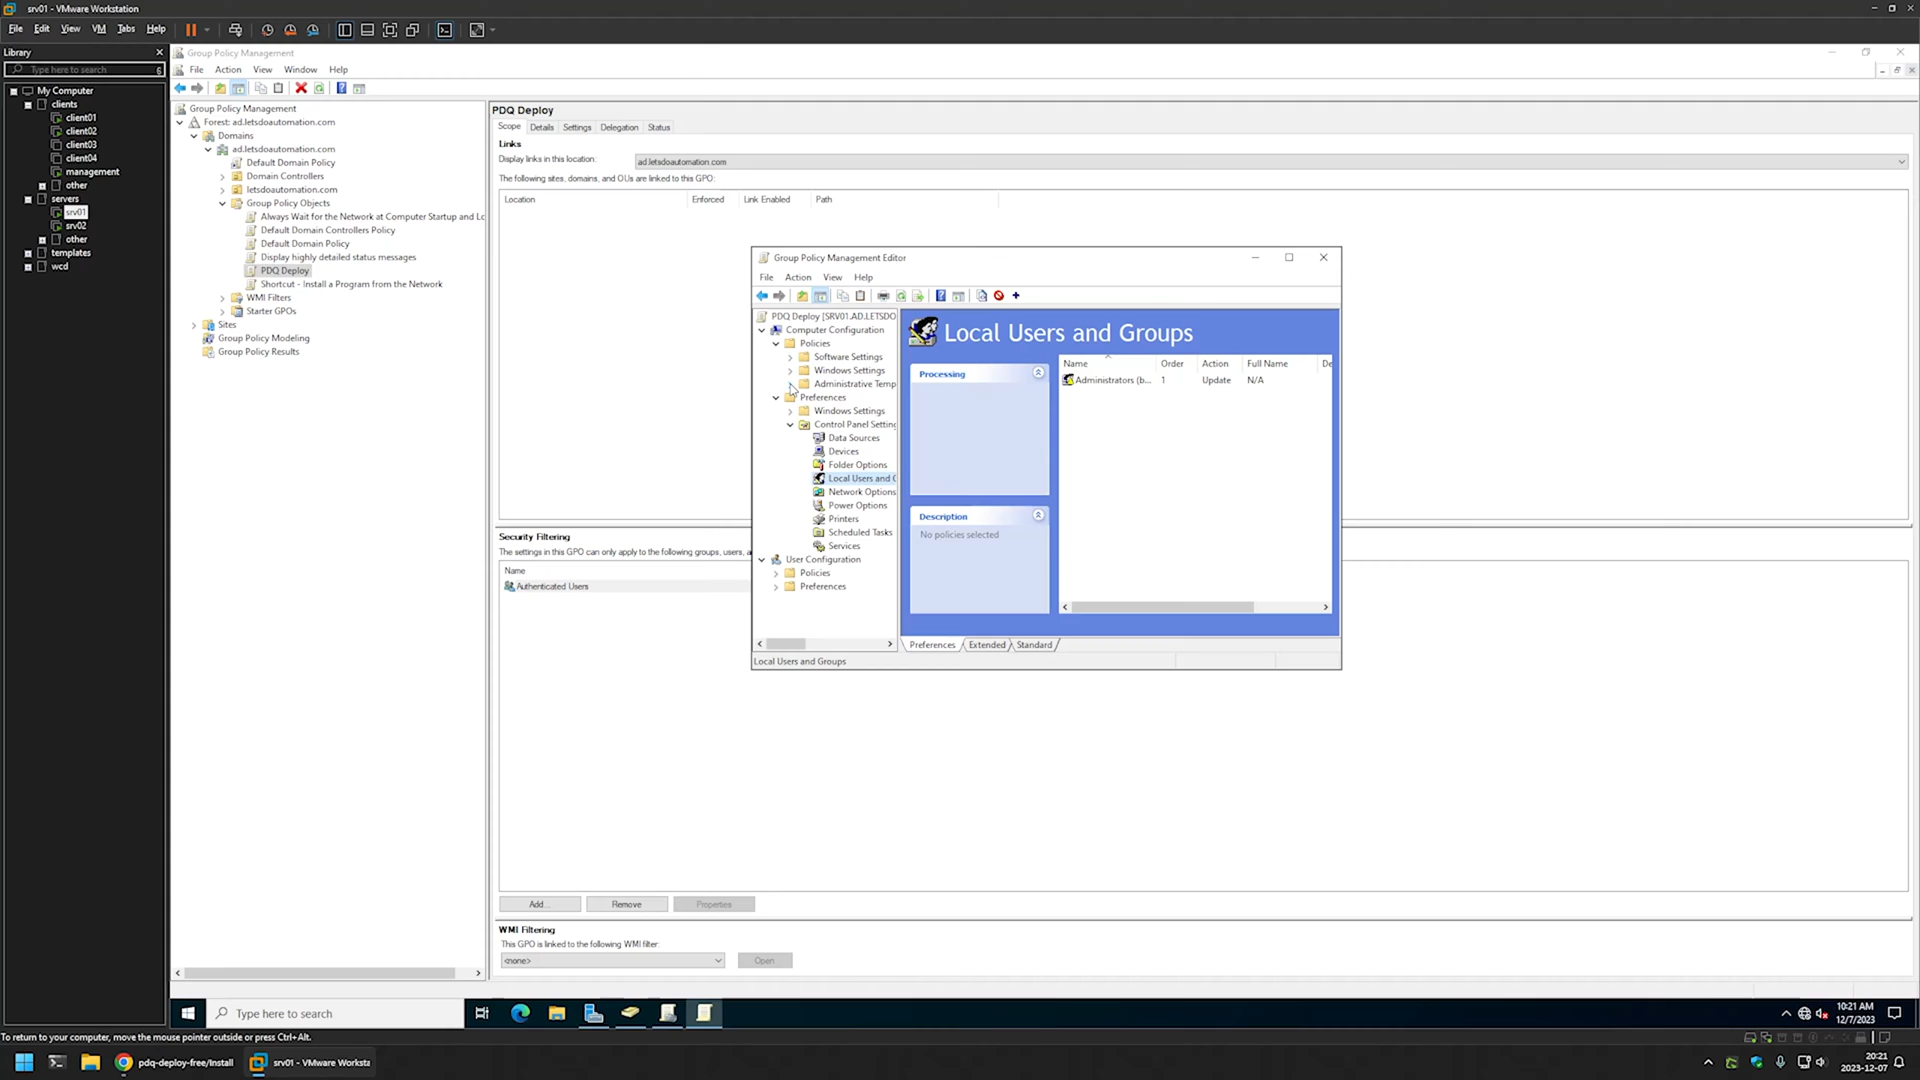 srv01 - VMware Workstation
File Edit View VM Tabs Help
Library
Type here to search
My Computer
clients
client01
client02
client03
client04
management
other
servers
srv01
srv02
other
templates
wcd
Group Policy Management
File Action View Window Help
Group Policy Management
Forest: ad.letsdoautomation.com
Domains
ad.letsdoautomation.com
Default Domain Policy
Domain Controllers
letsdoautomation.com
Group Policy Objects
Always Wait for the Network at Computer Startup and Lo
Default Domain Controllers Policy
Default Domain Policy
Display highly detailed status messages
PDQ Deploy
Shortcut - Install a Program from the Network
WMI Filters
Starter GPOs
Sites
Group Policy Modeling
Group Policy Results
PDQ Deploy
Scope Details Settings Delegation Status
Links
Display links in this location: ad.letsdoautomation.com
The following sites, domains, and OUs are linked to this GPO:
Location Enforced Link Enabled Path
Security Filtering
The settings in this GPO can only apply to the following groups, users, a
Name
Authenticated Users
Add... Remove Properties
WMI Filtering
This GPO is linked to the following WMI filter:
<none> Open
Group Policy Management Editor
File Action View Help
PDQ Deploy [SRV01.AD.LETSDO
Computer Configuration
Policies
Software Settings
Windows Settings
Administrative Temp
Preferences
Windows Settings
Control Panel Setting
Data Sources
Devices
Folder Options
Local Users and G
Network Options
Power Options
Printers
Scheduled Tasks
Services
User Configuration
Policies
Preferences
Local Users and Groups
Processing
Description
No policies selected
Name Order Action Full Name De
Administrators (b... 1 Update N/A
Preferences Extended Standard
Local Users and Groups
Type here to search
10:21 AM
12/7/2023
To return to your computer, move the mouse pointer outside or press Ctrl+Alt.
pdq-deploy-free/Install
srv01 - VMware Worksta
20:21
2023-12-07